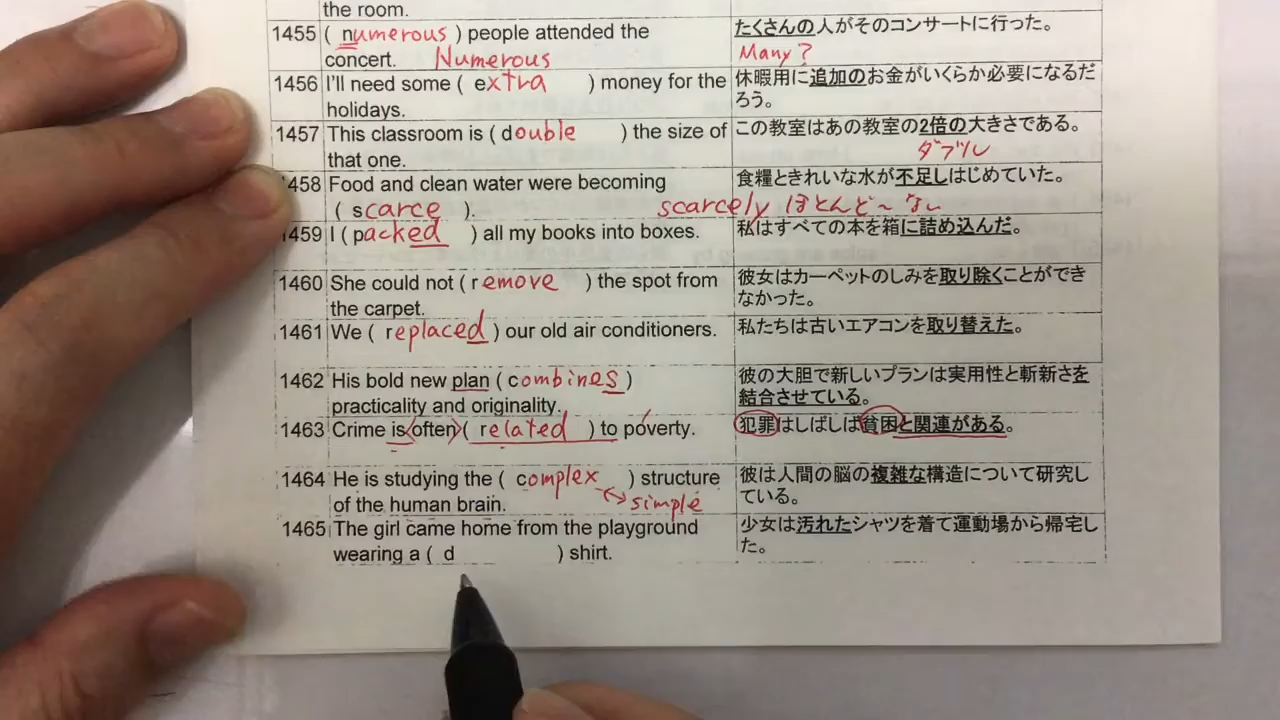 the room.
1455 ( numerous ) people attended the たくさんの人がそのコンサートに行った。
concert. Numerous Many ?
1456 I'll need some ( extra ) money for the 休暇用に追加のお金がいくらか必要になるだ
holidays. ろう。
1457 This classroom is ( double ) the size of この教室はあの教室の2倍の大きさである。
that one. ダブル
1458 Food and clean water were becoming 食糧ときれいな水が不足しはじめていた。
( scarce ). scarcely ほとんど〜ない
1459 I ( packed ) all my books into boxes. 私はすべての本を箱に詰め込んだ。
1460 She could not ( remove ) the spot from 彼女はカーペットのしみを取り除くことができ
the carpet. なかった。
1461 We ( replaced ) our old air conditioners. 私たちは古いエアコンを取り替えた。
1462 His bold new plan ( combines ) 彼の大胆で新しいプランは実用性と斬新さを
practicality and originality. 結合させている。
1463 Crime is <often> ( related ) to poverty. 犯罪はしばしば貧困と関連がある。
1464 He is studying the ( complex ) structure 彼は人間の脳の複雑な構造について研究し
of the human brain. ↔ simple ている。
1465 The girl came home from the playground 少女は汚れたシャツを着て運動場から帰宅し
wearing a ( d ) shirt. た。